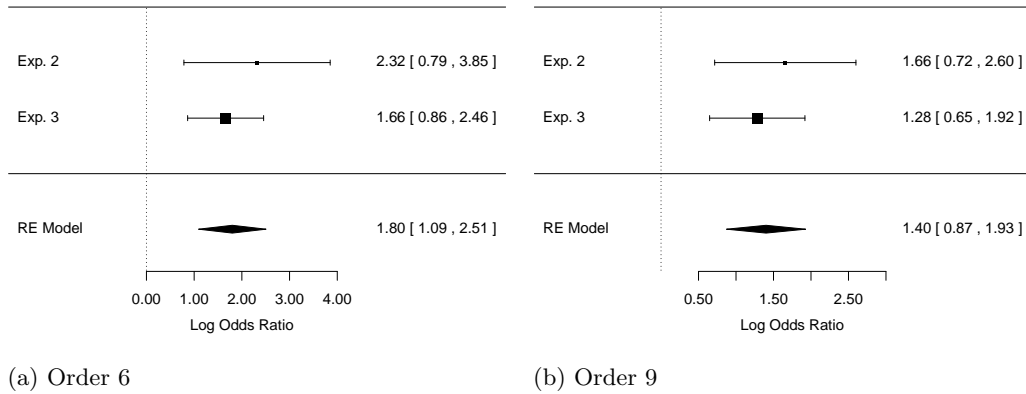 Exp. 2 2.32 [ 0.79 , 3.85 ]
Exp. 3 1.66 [ 0.86 , 2.46 ]
RE Model 1.80 [ 1.09 , 2.51 ]
0.00 1.00 2.00 3.00 4.00
Log Odds Ratio
(a) Order 6
Exp. 2 1.66 [ 0.72 , 2.60 ]
Exp. 3 1.28 [ 0.65 , 1.92 ]
RE Model 1.40 [ 0.87 , 1.93 ]
0.50 1.50 2.50
Log Odds Ratio
(b) Order 9